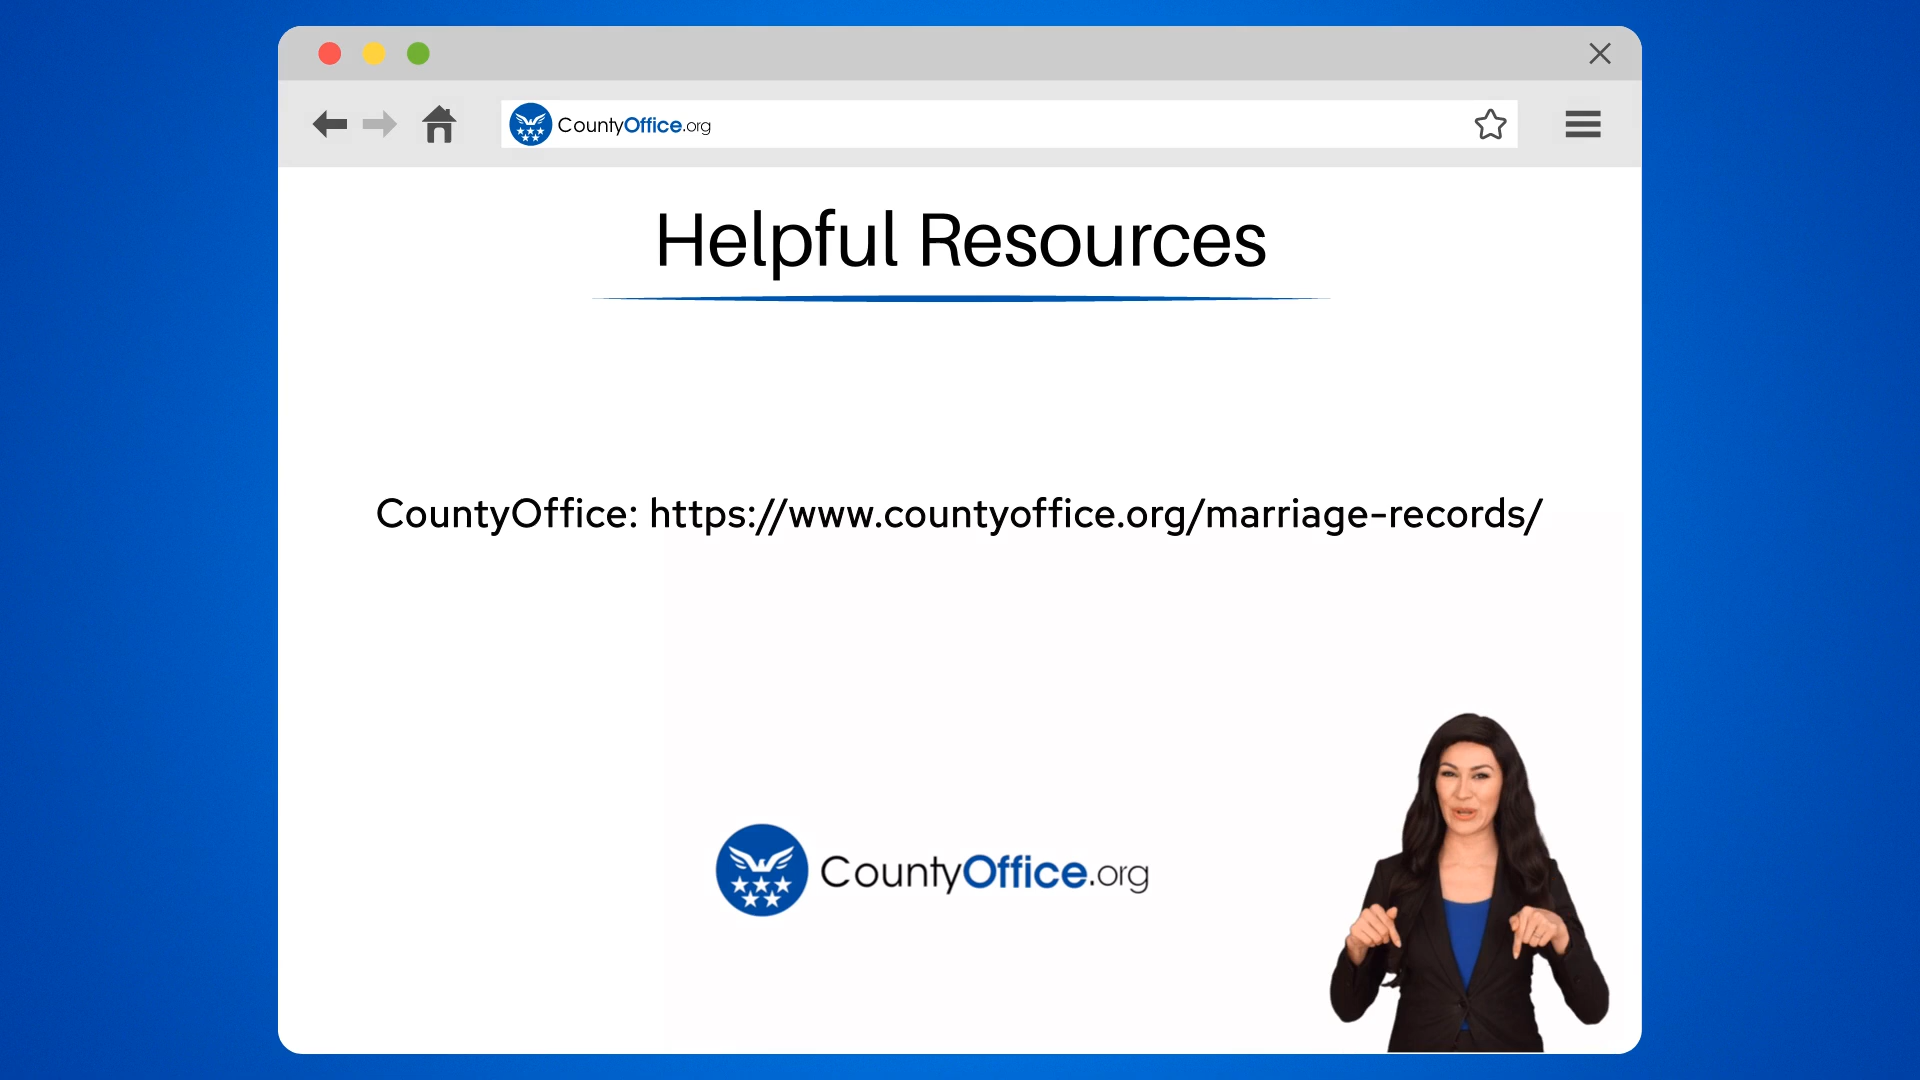 CountyOffice.org
Helpful Resources
CountyOffice: https://www.countyoffice.org/marriage-records/
CountyOffice.org